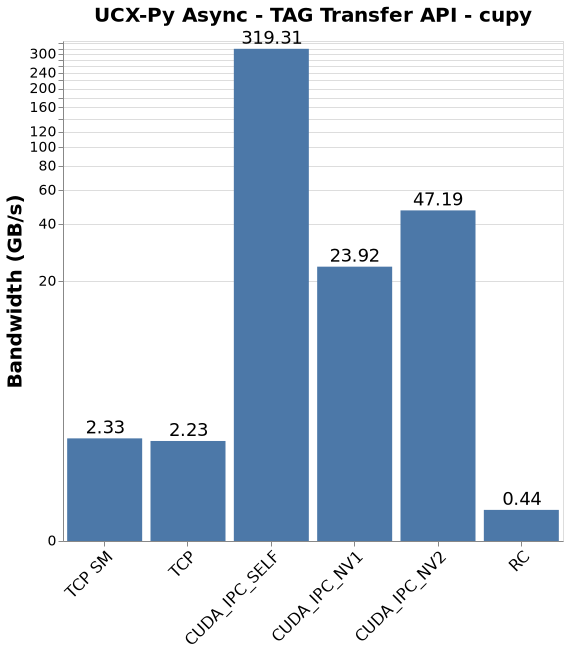 UCX-Py Async - TAG Transfer API - cupy
319.31
300
240
200
160
120
100
80
60
47.19
40
23.92
20
2.33
2.23
0.44
0
Bandwidth (GB/s)
TCP SM
TCP
CUDA_IPC_SELF
CUDA_IPC_NV1
CUDA_IPC_NV2
RC